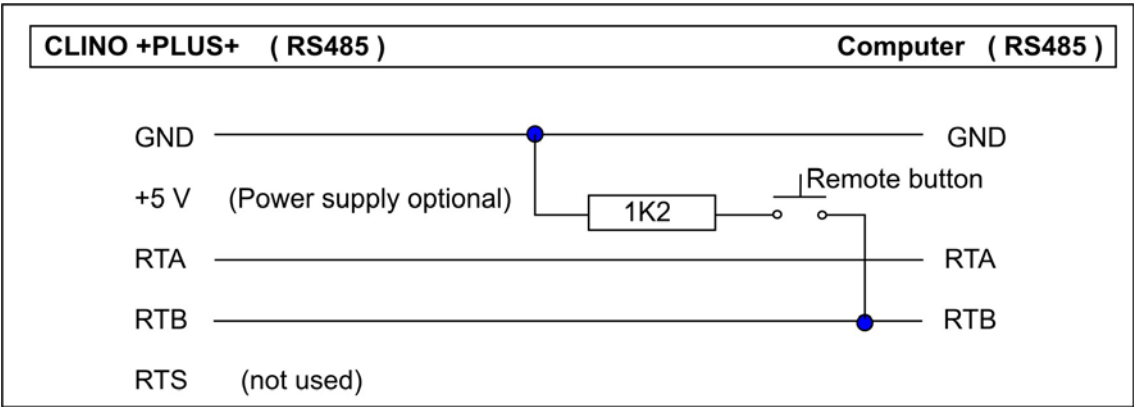 CLINO +PLUS+ ( RS485 ) Computer ( RS485 )
GND GND
+5 V (Power supply optional) Remote button
1K2
RTA RTA
RTB RTB
RTS (not used)